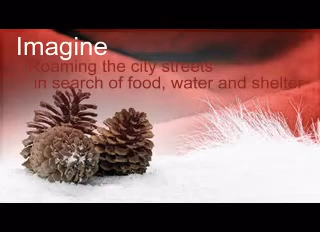 Imagine
Roaming the city streets
in search of food, water and shelter